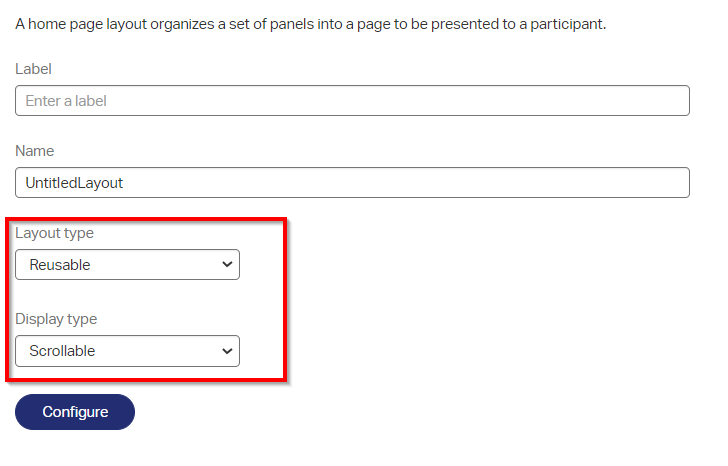 A home page layout organizes a set of panels into a page to be presented to a participant.
Label
Enter a label
Name
UntitledLayout
Layout type
Reusable
Display type
Scrollable
Configure